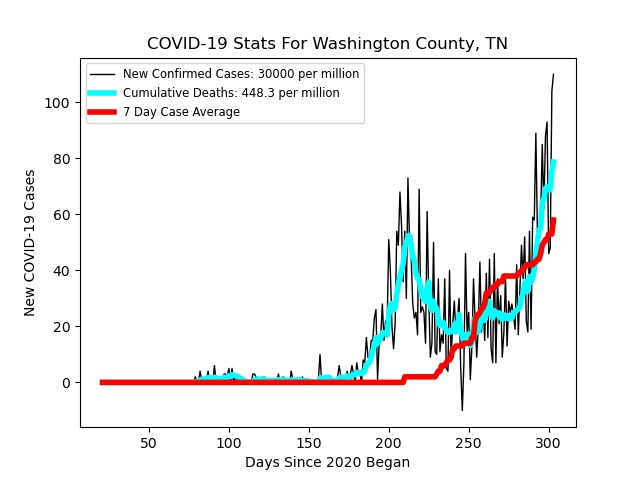 COVID-19 Stats For Washington County, TN
New Confirmed Cases: 30000 per million
Cumulative Deaths: 448.3 per million
7 Day Case Average
New COVID-19 Cases
100
80
60
40
20
0
50 100 150 200 250 300
Days Since 2020 Began